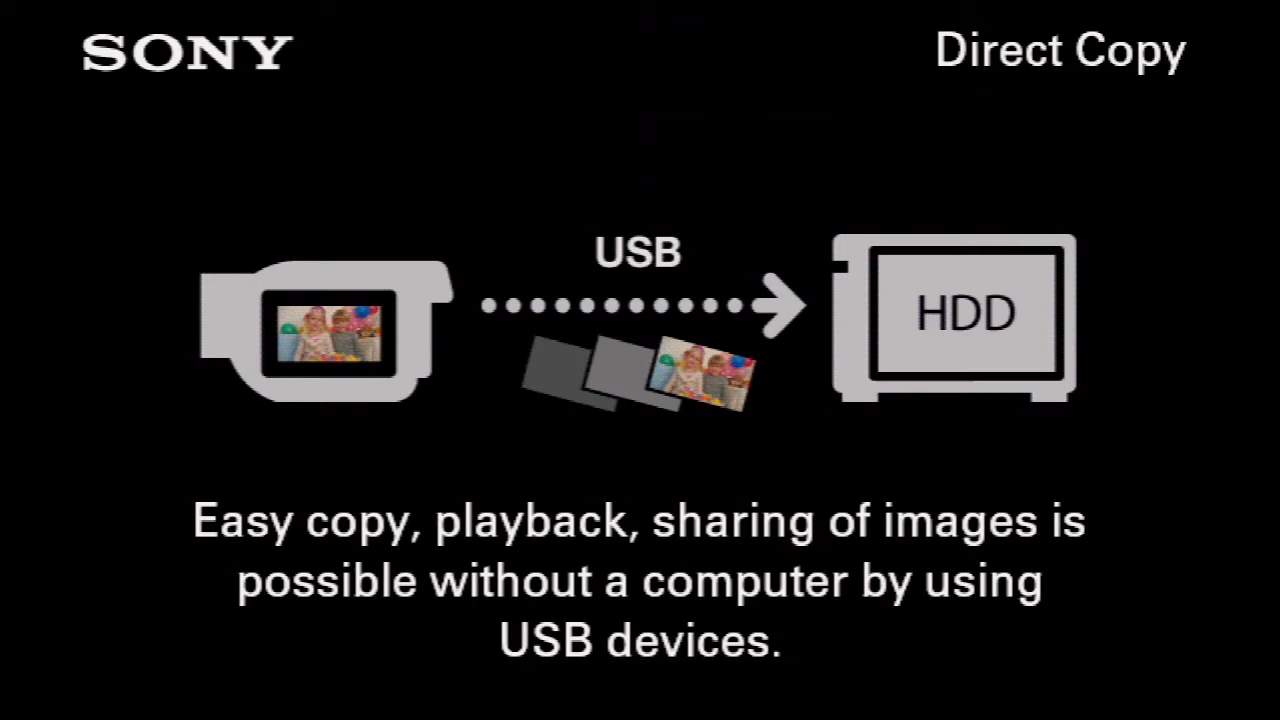 SONY
Direct Copy
USB
HDD
Easy copy, playback, sharing of images is
possible without a computer by using
USB devices.